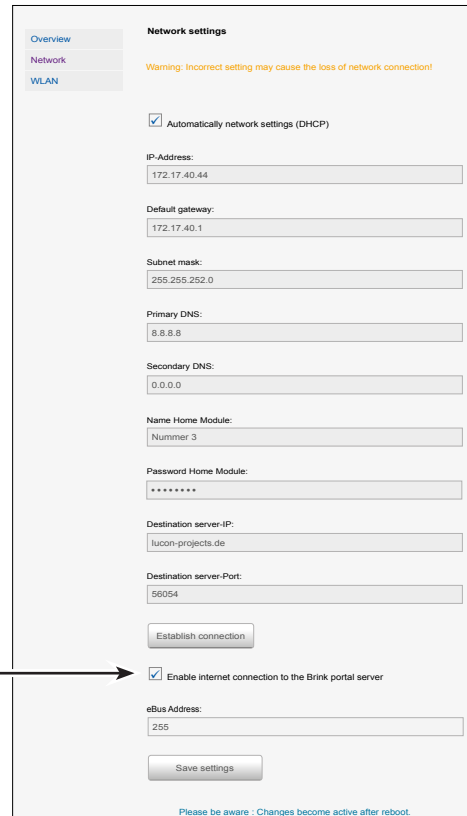 Overview
Network
WLAN
Network settings
Warning: Incorrect setting may cause the loss of network connection!
Automatically network settings (DHCP)
IP-Address:
172.17.40.44
Default gateway:
172.17.40.1
Subnet mask:
255.255.252.0
Primary DNS:
8.8.8.8
Secondary DNS:
0.0.0.0
Name Home Module:
Nummer 3
Password Home Module:
••••••••
Destination server-IP:
lucon-projects.de
Destination server-Port:
56054
Establish connection
Enable internet connection to the Brink portal server
eBus Address:
255
Save settings
Please be aware : Changes become active after reboot.